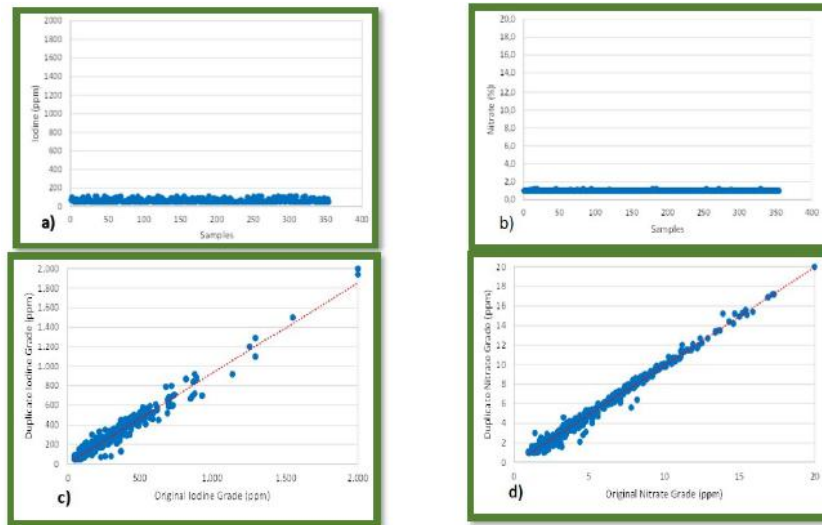 2000
1800
1600
1400
1200
1000
800
600
400
200
0
Iodine (ppm)
0 50 100 150 200 250 300 350 400
Samples
a)
20,0
18,0
16,0
14,0
12,0
10,0
8,0
6,0
4,0
2,0
0,0
Nitrate (%)
0 50 100 150 200 250 300 350 400
Samples
b)
2.000
1.800
1.600
1.400
1.200
1.000
800
600
400
200
0
Duplicate Iodine Grade (ppm)
0 500 1.000 1.500 2.000
Original Iodine Grade (ppm)
c)
20
18
16
14
12
10
8
6
4
2
0
Duplicate Nitrate Grade (ppm)
0 5 10 15 20
Original Nitrate Grade (ppm)
d)